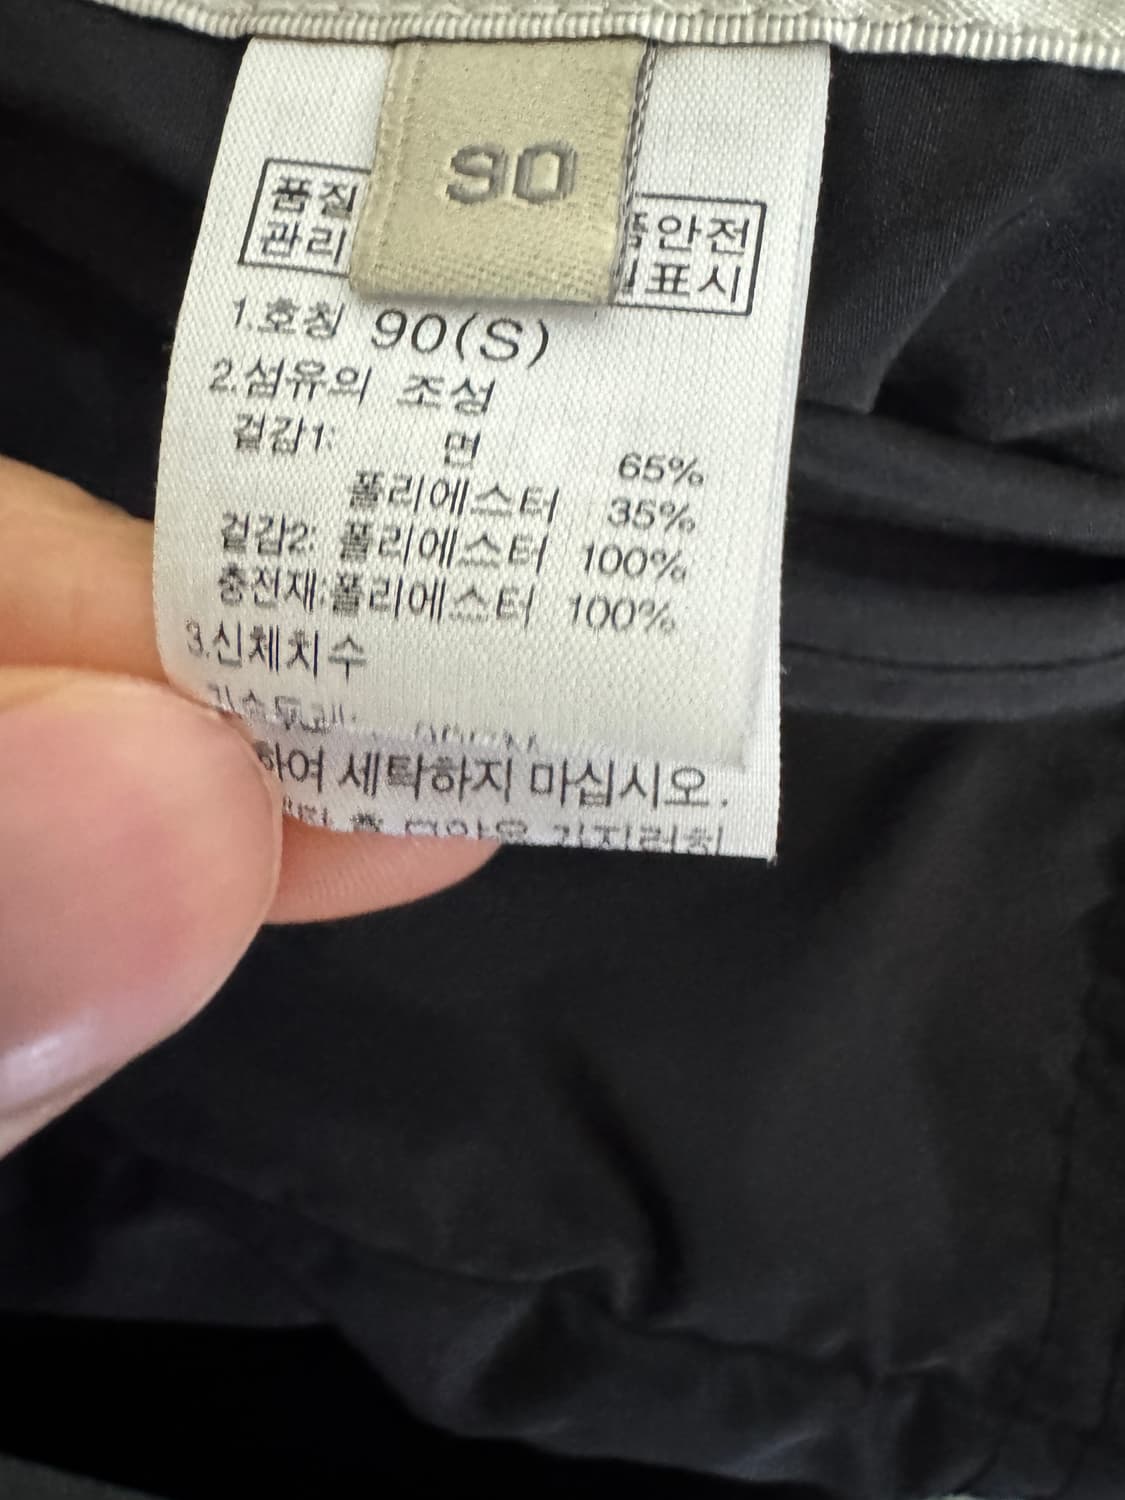 90
품질
관리
안전
표시
1.호칭 90(S)
2.섬유의 조성
겉감1: 면 65%
폴리에스터 35%
겉감2: 폴리에스터 100%
충전재:폴리에스터 100%
3.신체치수
하여 세탁하지 마십시오.